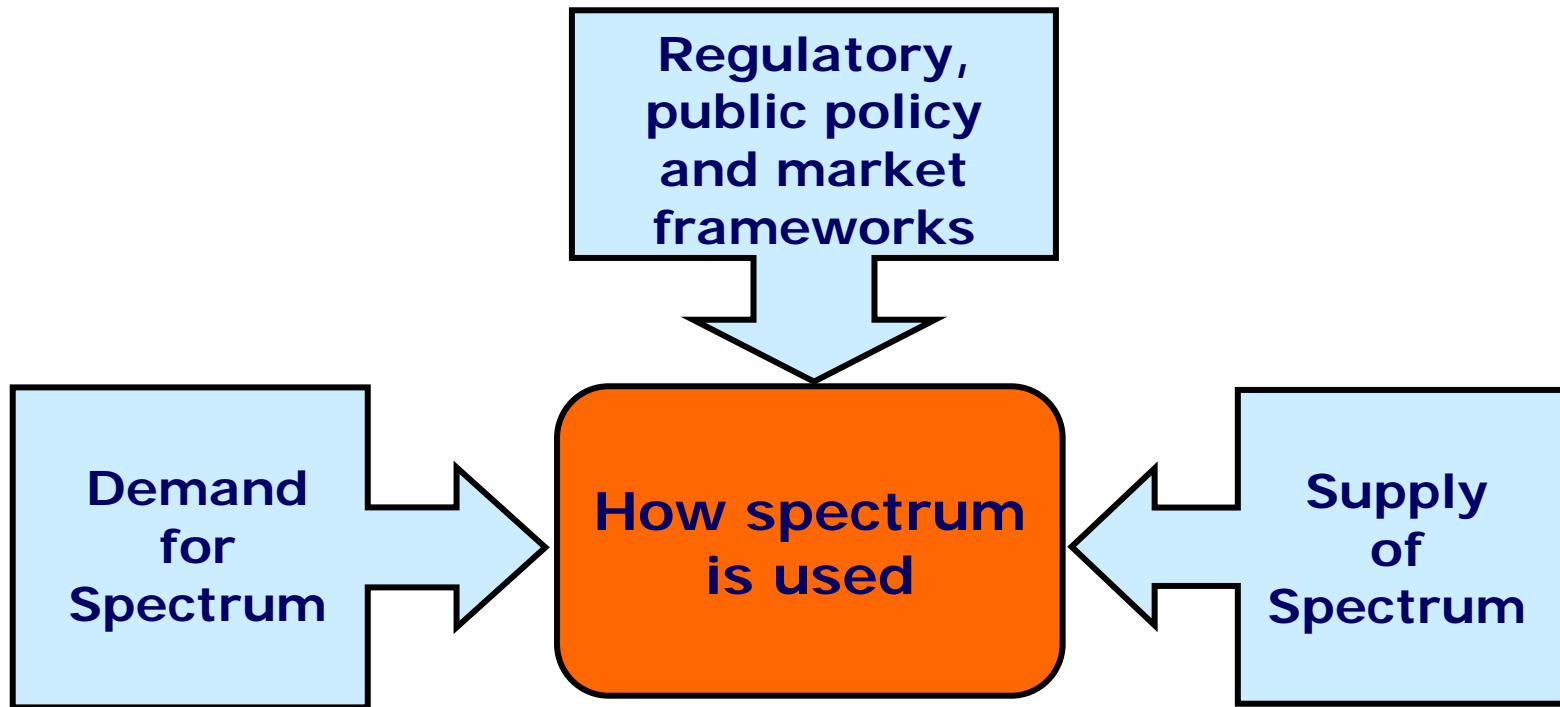 Regulatory,
public policy
and market
frameworks
Demand
for
Spectrum
How spectrum
is used
Supply
of
Spectrum